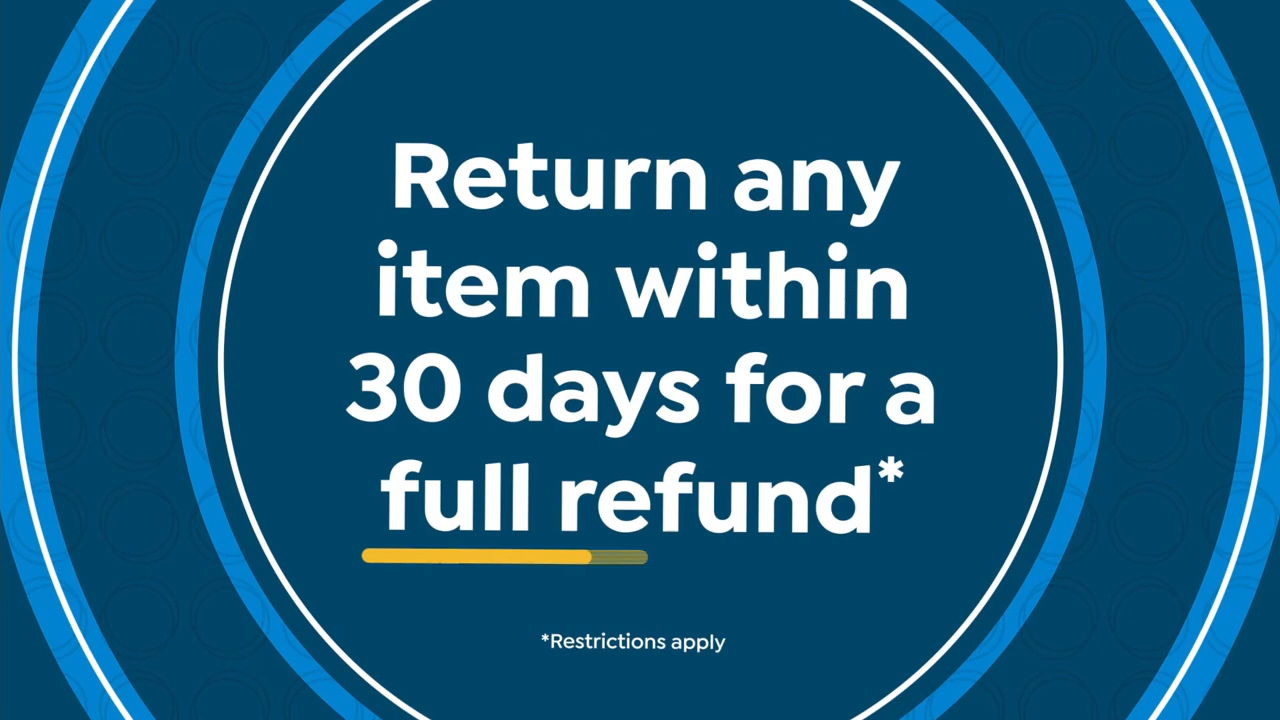 Return any
item within
30 days for a
full refund*
*Restrictions apply